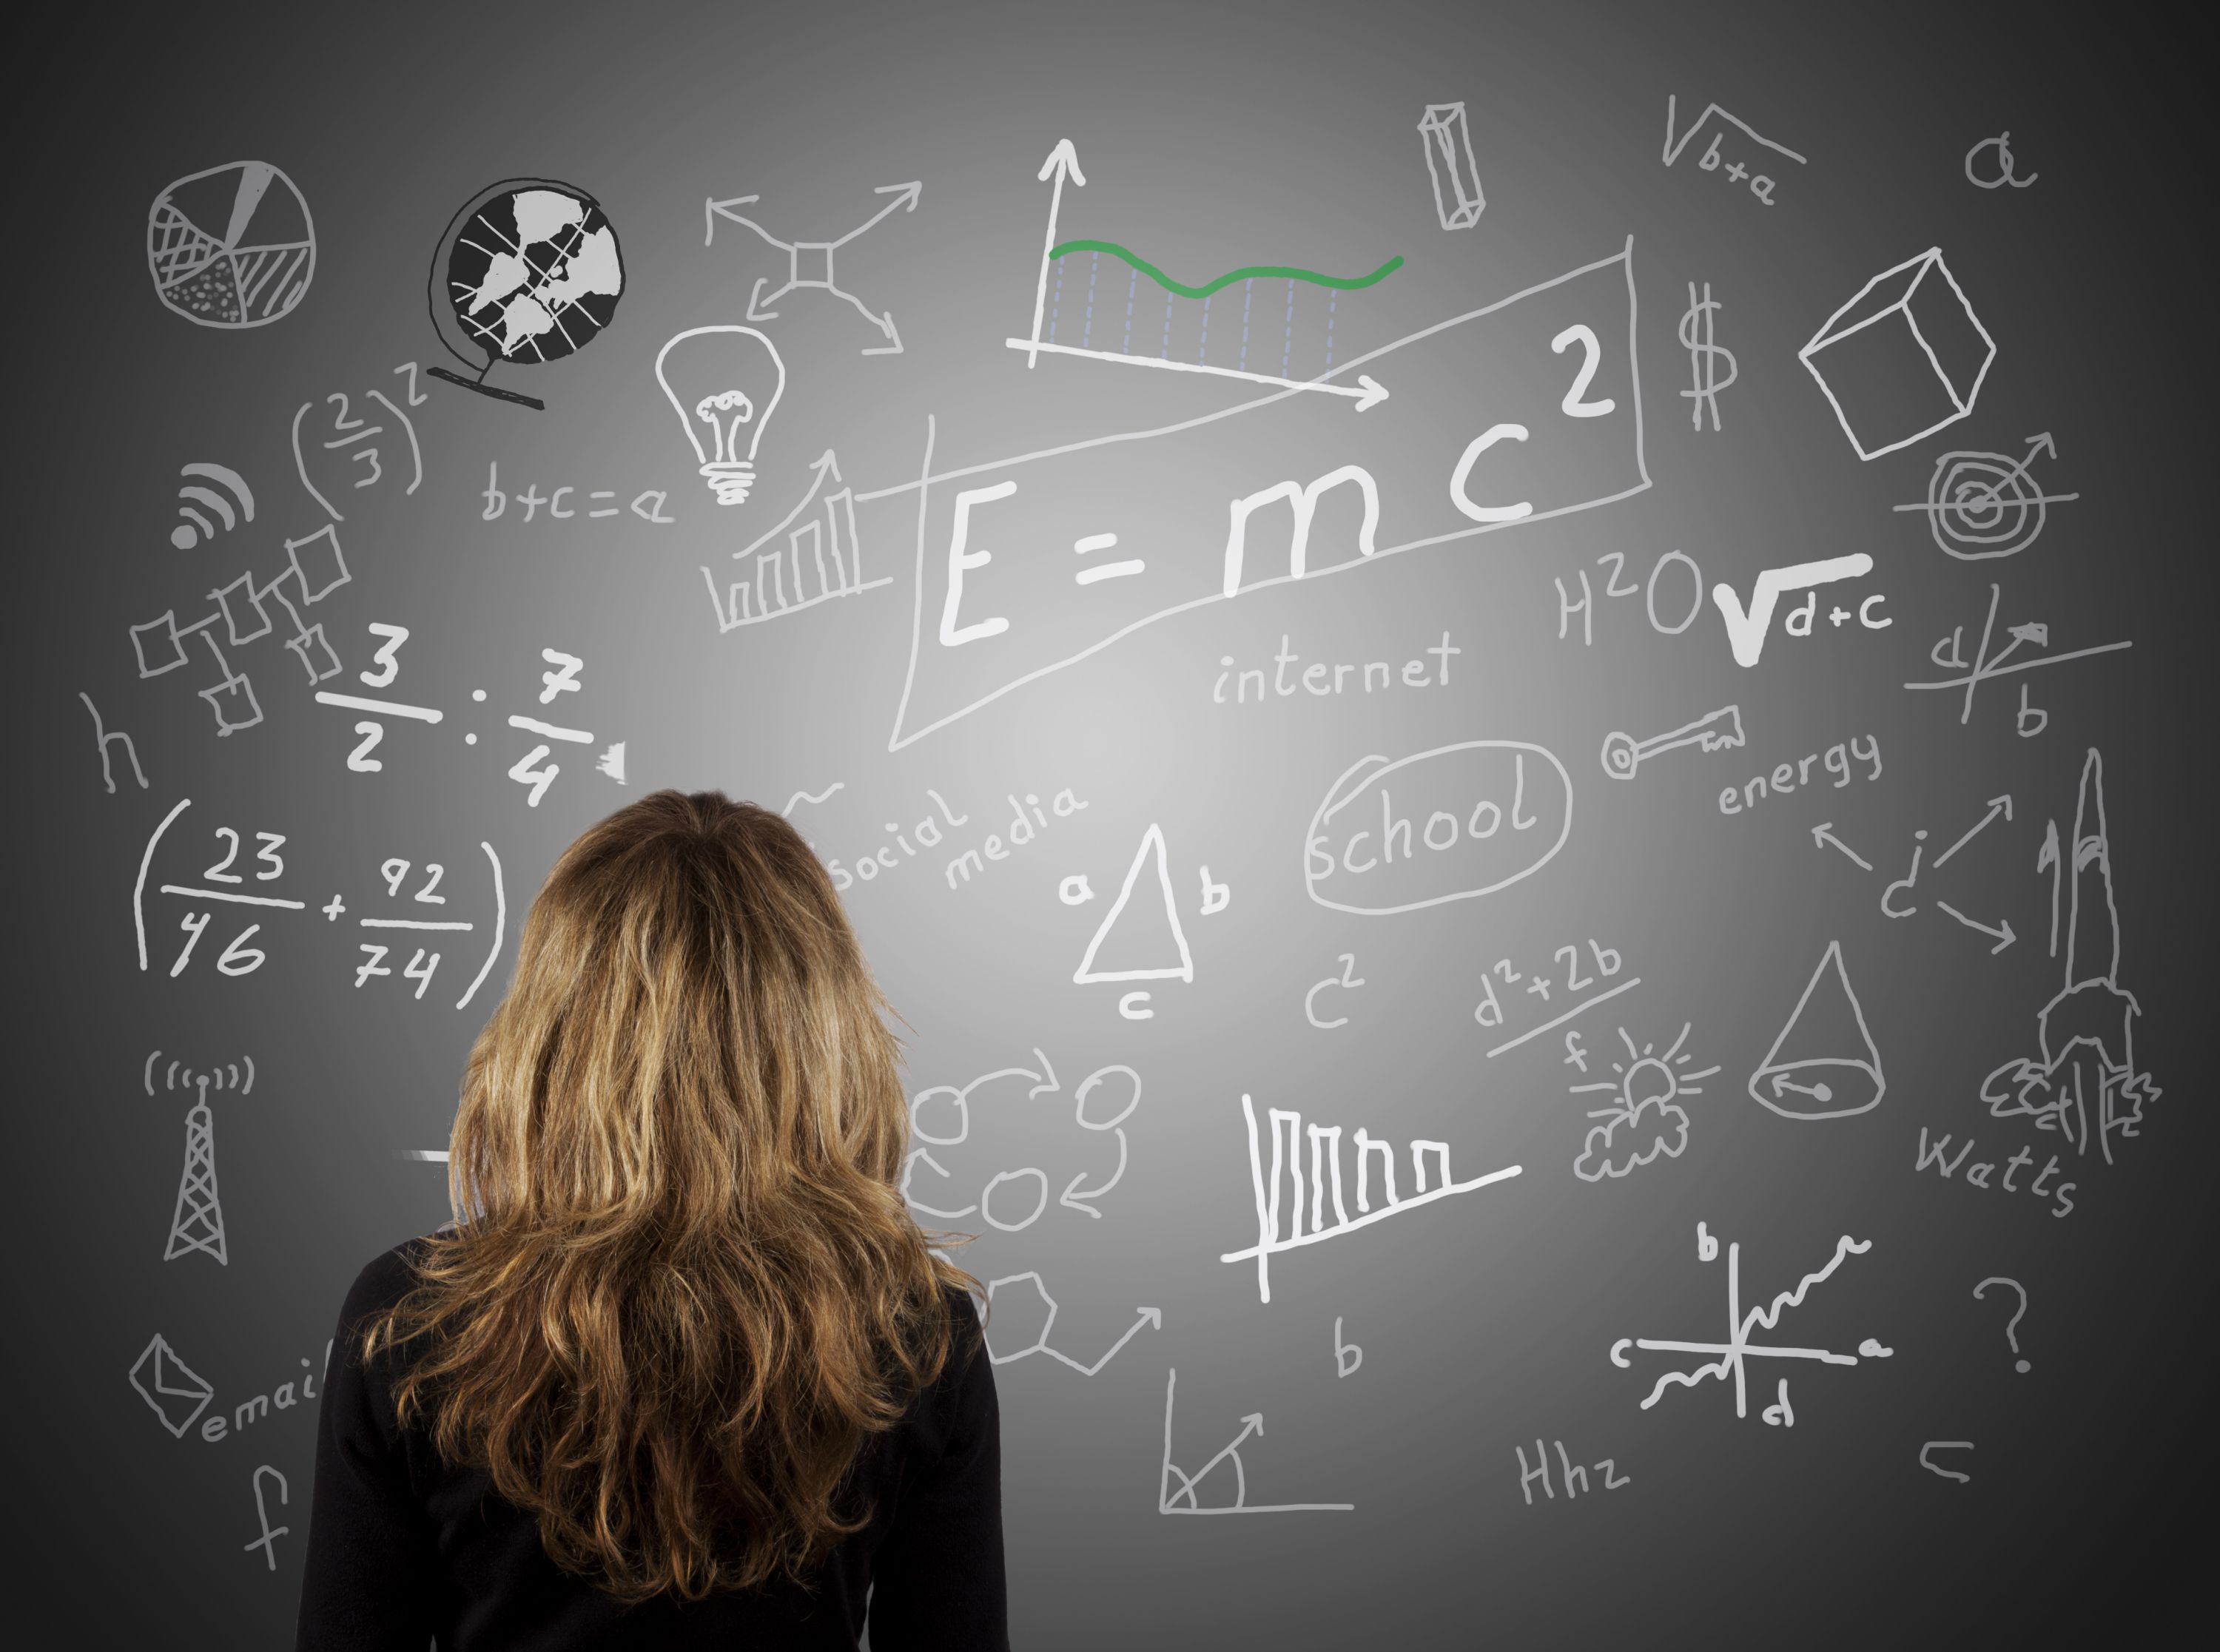 √b+a
a
E = mc²
$
(2/3)²
b+c=a
H²O
√d+c
internet
d
b
3/2 : 7/4
h
energy
social
media
school
(23/46 + 92/74)
a b
c
i
C²
d²+2b
f
Watts
b
c a
d
?
b
email
Hhz
c
f